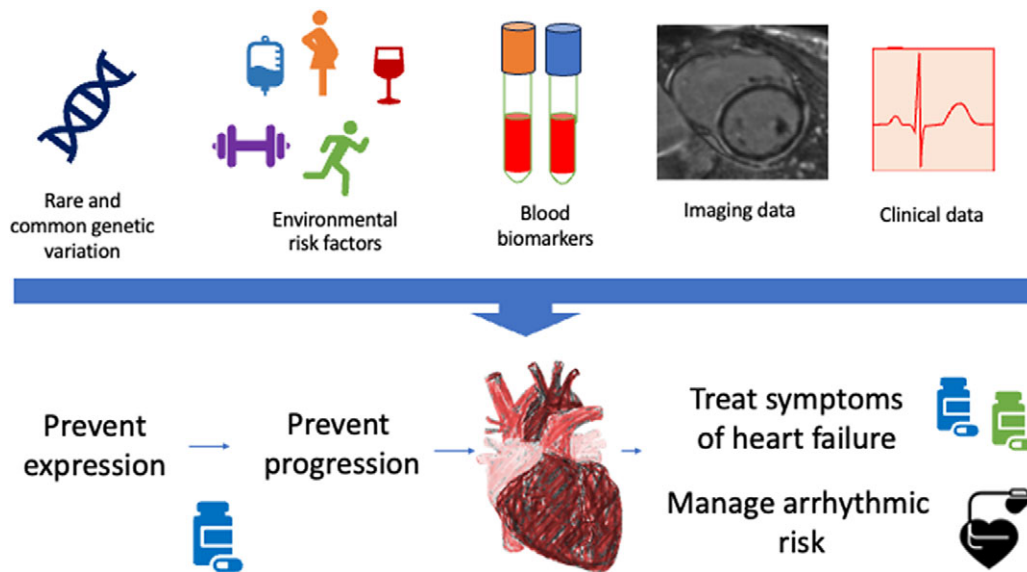 Rare and
common genetic
variation
Environmental
risk factors
Blood
biomarkers
Imaging data
Clinical data
Prevent
expression
Prevent
progression
Treat symptoms
of heart failure
Manage arrhythmic
risk